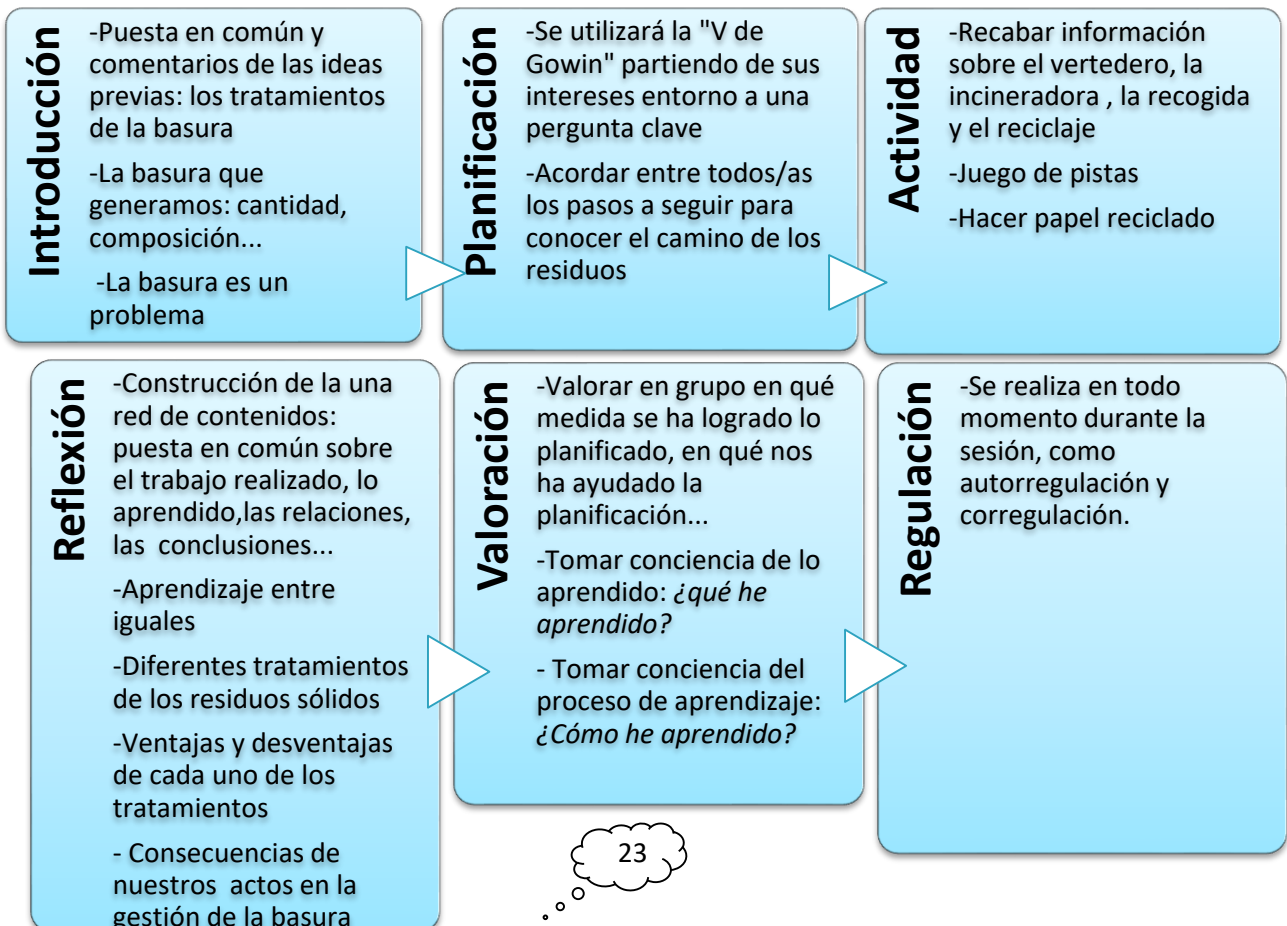 Introducción
-Puesta en común y
comentarios de las ideas
previas: los tratamientos
de la basura
-La basura que
generamos: cantidad,
composición...
-La basura es un
problema
Planificación
-Se utilizará la "V de
Gowin" partiendo de sus
intereses entorno a una
pergunta clave
-Acordar entre todos/as
los pasos a seguir para
conocer el camino de los
residuos
Actividad
-Recabar información
sobre el vertedero, la
incineradora , la recogida
y el reciclaje
-Juego de pistas
-Hacer papel reciclado
Reflexión
-Construcción de la una
red de contenidos:
puesta en común sobre
el trabajo realizado, lo
aprendido,las relaciones,
las conclusiones...
-Aprendizaje entre
iguales
-Diferentes tratamientos
de los residuos sólidos
-Ventajas y desventajas
de cada uno de los
tratamientos
- Consecuencias de
nuestros actos en la
gestión de la basura
Valoración
-Valorar en grupo en qué
medida se ha logrado lo
planificado, en qué nos
ha ayudado la
planificación...
-Tomar conciencia de lo
aprendido: ¿qué he
aprendido?
- Tomar conciencia del
proceso de aprendizaje:
¿Cómo he aprendido?
Regulación
-Se realiza en todo
momento durante la
sesión, como
autorregulación y
corregulación.
23